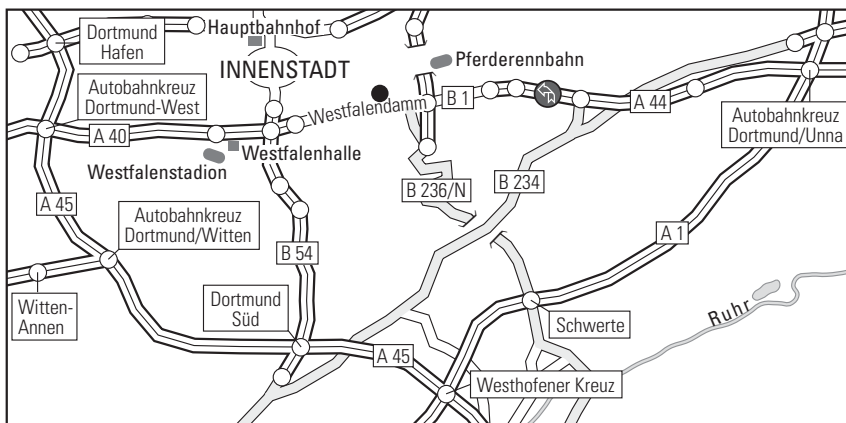 Dortmund
Hafen
Hauptbahnhof
INNENSTADT
Pferderennbahn
Autobahnkreuz
Dortmund-West
Westfalendamm
B 1
A 44
A 40
Westfalenhalle
Westfalenstadion
Autobahnkreuz
Dortmund/Unna
B 236/N
B 234
A 45
Autobahnkreuz
Dortmund/Witten
B 54
A 1
Witten-
Annen
Dortmund
Süd
Schwerte
Ruhr
A 45
Westhofener Kreuz